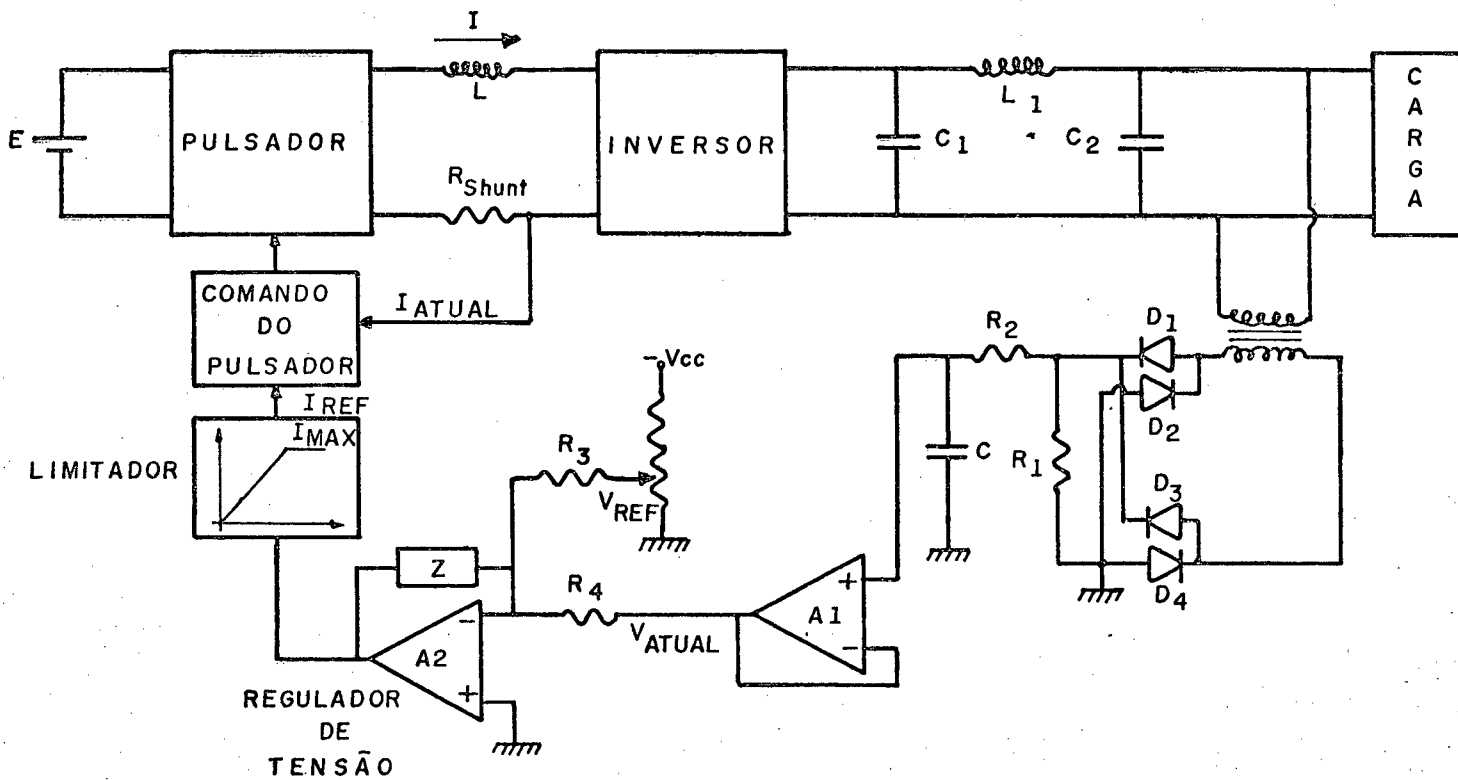 I
L
E
PULSADOR
RShunt
INVERSOR
C1
L1
C2
CARGA
COMANDO
DO
PULSADOR
IATUAL
IREF
IMAX
LIMITADOR
-Vcc
R3
VREF
Z
R4
VATUAL
-
A2
+
REGULADOR
DE
TENSÃO
+
A1
-
R2
C
R1
D1
D2
D3
D4